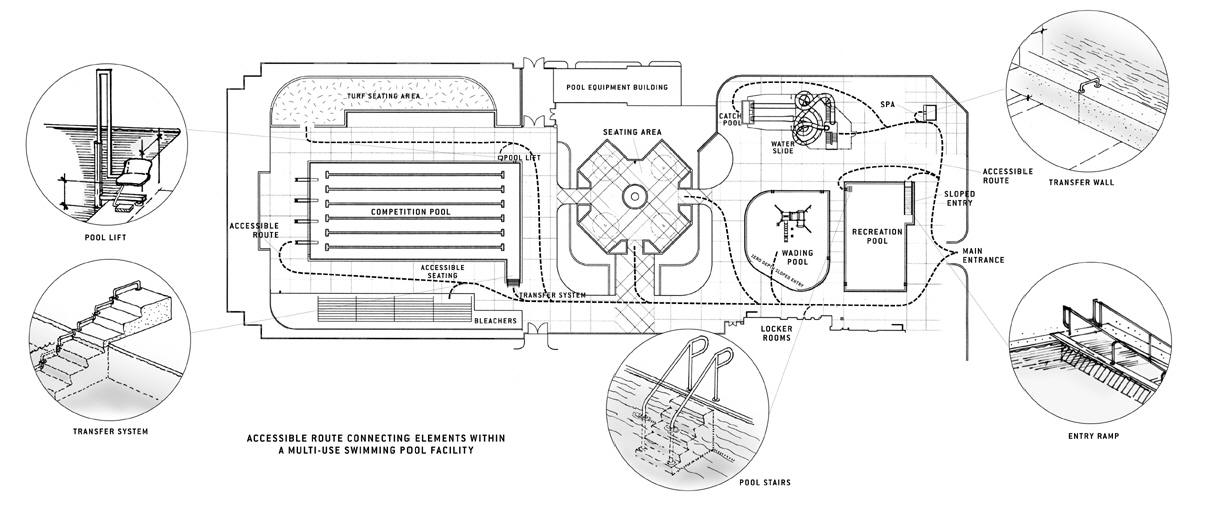 POOL LIFT
TRANSFER SYSTEM
TURF SEATING AREA
POOL LIFT
COMPETITION POOL
ACCESSIBLE
ROUTE
ACCESSIBLE
SEATING
TRANSFER SYSTEM
BLEACHERS
POOL EQUIPMENT BUILDING
SEATING AREA
CATCH
POOL
WATER
SLIDE
SPA
ACCESSIBLE
ROUTE
SLOPED
ENTRY
RECREATION
POOL
WADING
POOL
ZERO DEPTH SLOPED ENTRY
MAIN
ENTRANCE
LOCKER
ROOMS
TRANSFER WALL
ENTRY RAMP
POOL STAIRS
ACCESSIBLE ROUTE CONNECTING ELEMENTS WITHIN
A MULTI-USE SWIMMING POOL FACILITY